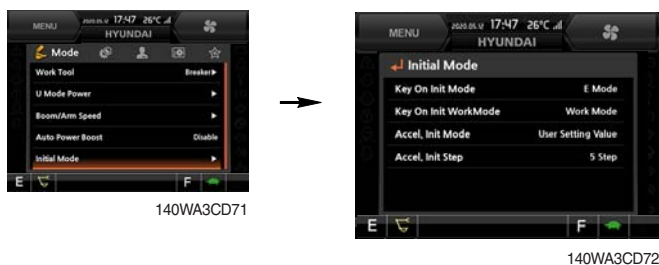 MENU 17:47 26°C
HYUNDAI
Mode
Work Tool Breaker
U Mode Power
Boom/Arm Speed
Auto Power Boost Disable
Initial Mode
E F
140WA3CD71
MENU 17:47 26°C
HYUNDAI
Initial Mode
Key On Init Mode E Mode
Key On Init WorkMode Work Mode
Accel, Init Mode User Setting Value
Accel, Init Step 5 Step
E F
140WA3CD72